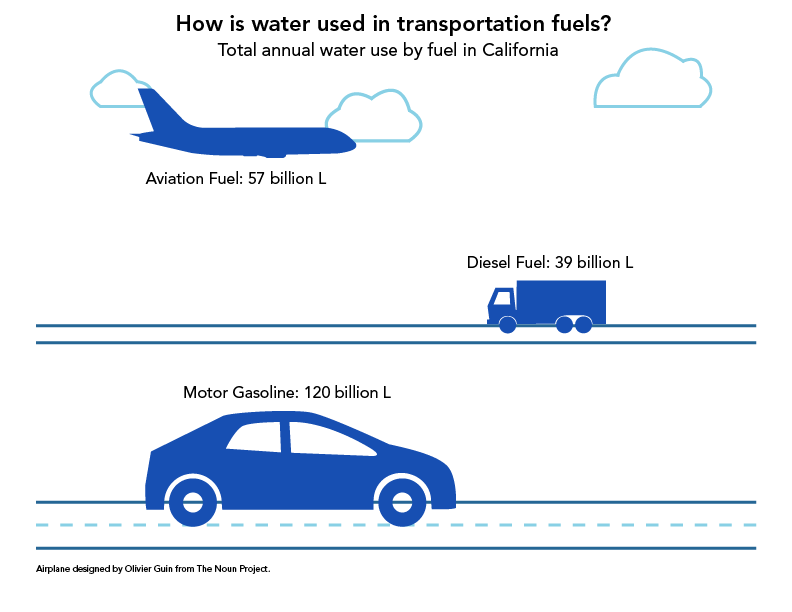 How is water used in transportation fuels?
Total annual water use by fuel in California
Aviation Fuel: 57 billion L
Diesel Fuel: 39 billion L
Motor Gasoline: 120 billion L
Airplane designed by Olivier Guin from The Noun Project.